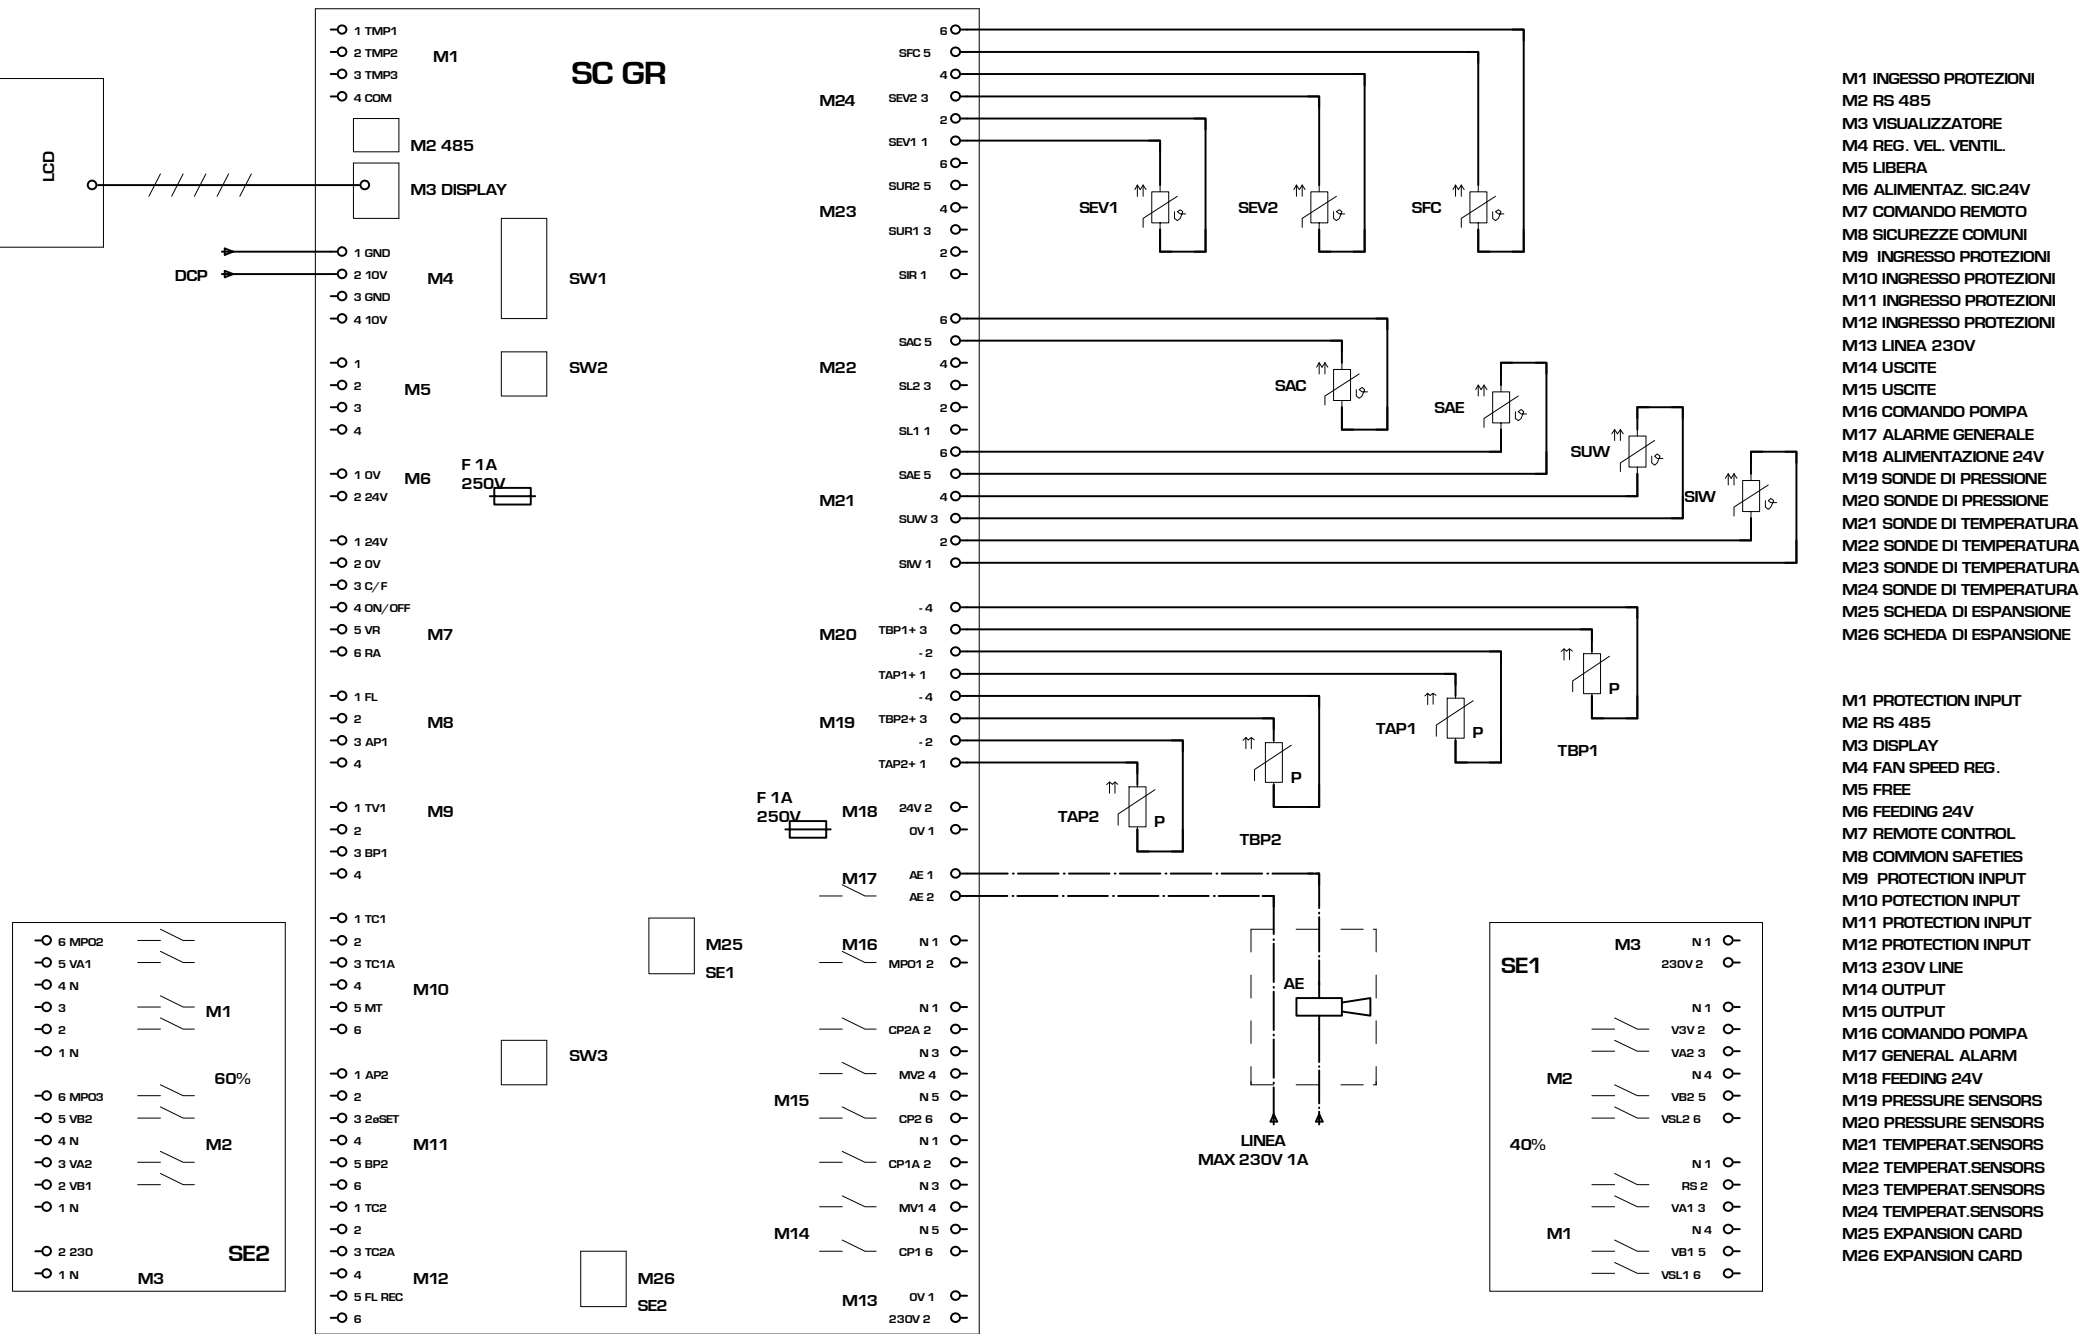 LCD
DCP
SC GR
1 TMP1
2 TMP2
3 TMP3
4 COM
M1
M2 485
M3 DISPLAY
1 GND
2 10V
3 GND
4 10V
M4
SW1
1
2
3
4
M5
SW2
1 0V
2 24V
M6
F 1A
250V
1 24V
2 0V
3 C/F
4 ON/OFF
5 VR
6 RA
M7
1 FL
2
3 AP1
4
M8
1 TV1
2
3 BP1
4
M9
1 TC1
2
3 TC1A
4
5 MT
6
M10
1 AP2
2
3 2øSET
4
5 BP2
6
M11
1 TC2
2
3 TC2A
4
5 FL REC
6
M12
M25
SE1
SW3
M26
SE2
6
SFC 5
4
SEV2 3
2
SEV1 1
M24
6
SUR2 5
4
SUR1 3
2
SIR 1
M23
6
SAC 5
4
SL2 3
2
SL1 1
M22
6
SAE 5
4
SUW 3
2
SIW 1
M21
- 4
TBP1+ 3
- 2
TAP1+ 1
M20
- 4
TBP2+ 3
- 2
TAP2+ 1
M19
F 1A
250V
M18
24V 2
0V 1
M17
AE 1
AE 2
M16
N 1
MPO1 2
N 1
CP2A 2
N 3
MV2 4
N 5
CP2 6
M15
N 1
CP1A 2
N 3
MV1 4
N 5
CP1 6
M14
M13
0V 1
230V 2
SEV1
ϑ
SEV2
ϑ
SFC
ϑ
SAC
ϑ
SAE
ϑ
SUW
ϑ
SIW
ϑ
TAP2
P
TBP2
P
TAP1
P
TBP1
P
AE
LINEA
MAX 230V 1A
6 MPO2
5 VA1
4 N
3
2
1 N
M1
60%
6 MPO3
5 VB2
4 N
3 VA2
2 VB1
1 N
M2
2 230
1 N
M3
SE2
SE1
M3
N 1
230V 2
N 1
V3V 2
VA2 3
N 4
VB2 5
VSL2 6
M2
40%
N 1
RS 2
VA1 3
N 4
VB1 5
VSL1 6
M1
M1 INGESSO PROTEZIONI
M2 RS 485
M3 VISUALIZZATORE
M4 REG. VEL. VENTIL.
M5 LIBERA
M6 ALIMENTAZ. SIC.24V
M7 COMANDO REMOTO
M8 SICUREZZE COMUNI
M9 INGRESSO PROTEZIONI
M10 INGRESSO PROTEZIONI
M11 INGRESSO PROTEZIONI
M12 INGRESSO PROTEZIONI
M13 LINEA 230V
M14 USCITE
M15 USCITE
M16 COMANDO POMPA
M17 ALARME GENERALE
M18 ALIMENTAZIONE 24V
M19 SONDE DI PRESSIONE
M20 SONDE DI PRESSIONE
M21 SONDE DI TEMPERATURA
M22 SONDE DI TEMPERATURA
M23 SONDE DI TEMPERATURA
M24 SONDE DI TEMPERATURA
M25 SCHEDA DI ESPANSIONE
M26 SCHEDA DI ESPANSIONE
M1 PROTECTION INPUT
M2 RS 485
M3 DISPLAY
M4 FAN SPEED REG.
M5 FREE
M6 FEEDING 24V
M7 REMOTE CONTROL
M8 COMMON SAFETIES
M9 PROTECTION INPUT
M10 POTECTION INPUT
M11 PROTECTION INPUT
M12 PROTECTION INPUT
M13 230V LINE
M14 OUTPUT
M15 OUTPUT
M16 COMANDO POMPA
M17 GENERAL ALARM
M18 FEEDING 24V
M19 PRESSURE SENSORS
M20 PRESSURE SENSORS
M21 TEMPERAT.SENSORS
M22 TEMPERAT.SENSORS
M23 TEMPERAT.SENSORS
M24 TEMPERAT.SENSORS
M25 EXPANSION CARD
M26 EXPANSION CARD